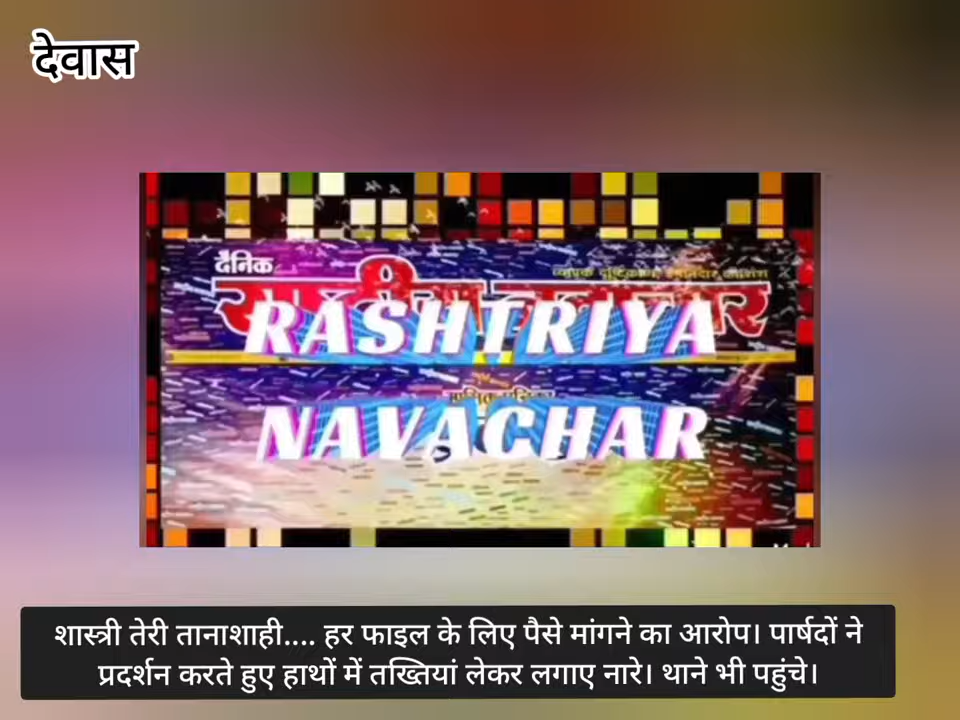 देवास
दैनिक
RASHTRIYA
NAVACHAR
शास्त्री तेरी तानाशाही.... हर फाइल के लिए पैसे मांगने का आरोप। पार्षदों ने
प्रदर्शन करते हुए हाथों में तख्तियां लेकर लगाए नारे। थाने भी पहुंचे।